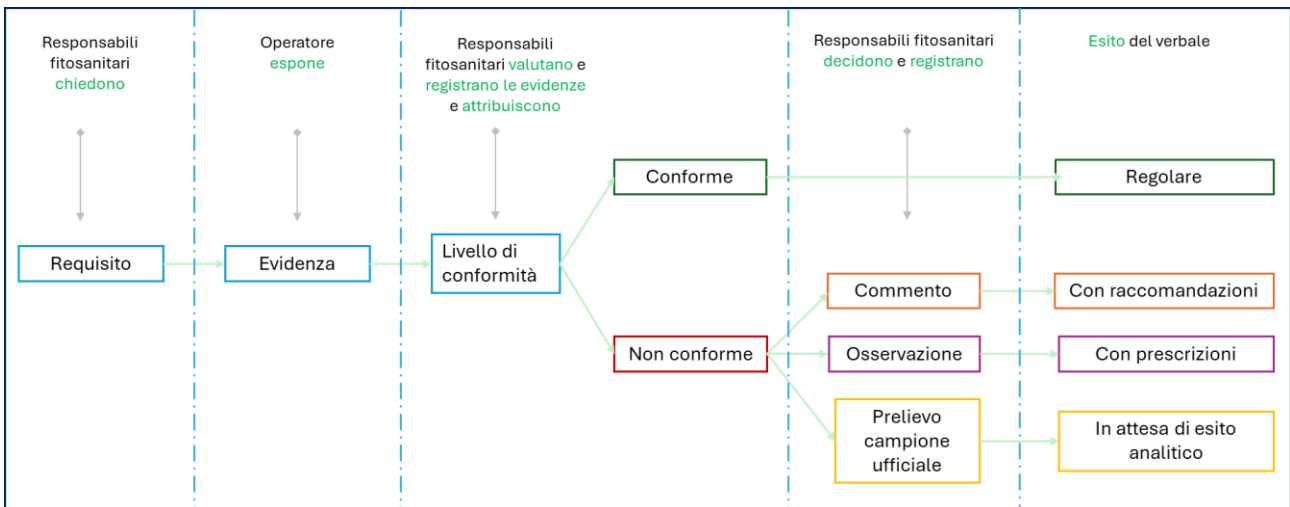 Responsabili
fitosanitari
chiedono
Operatore
espone
Responsabili
fitosanitari valutano e
registrano le evidenze
e attribuiscono
Responsabili fitosanitari
decidono e registrano
Esito del verbale
Conforme
Regolare
Requisito
Evidenza
Livello di
conformità
Commento
Con raccomandazioni
Non conforme
Osservazione
Con prescrizioni
Prelievo
campione
ufficiale
In attesa di esito
analitico